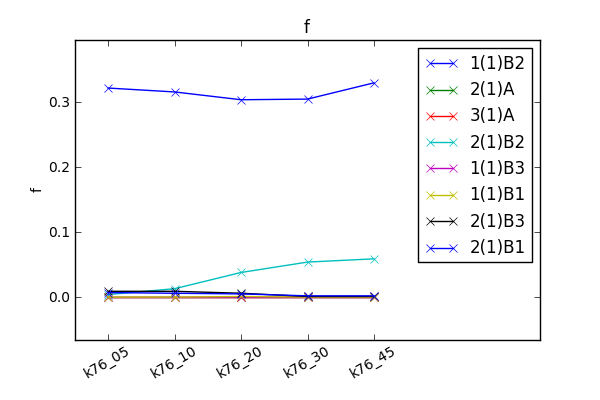 f
f
0.3
0.2
0.1
0.0
k76_05
k76_10
k76_20
k76_30
k76_45
1(1)B2
2(1)A
3(1)A
2(1)B2
1(1)B3
1(1)B1
2(1)B3
2(1)B1